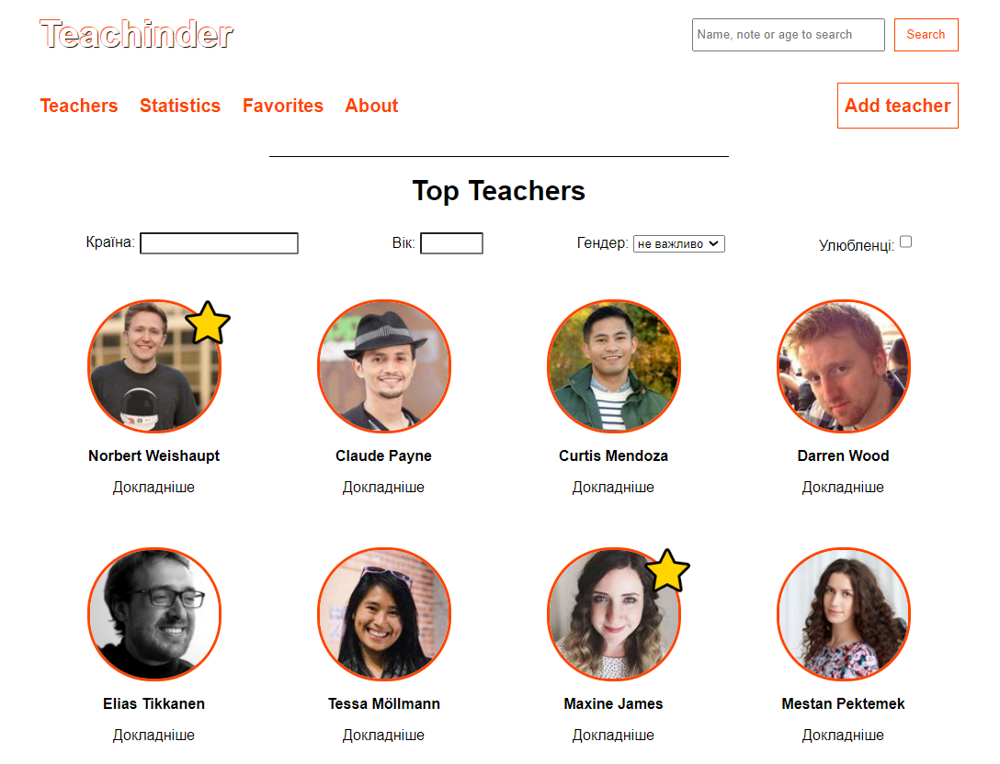 Teachinder
Name, note or age to search
Search
Teachers Statistics Favorites About
Add teacher
Top Teachers
Країна: Вік: Гендер: не важливо Улюбленці:
Norbert Weishaupt Claude Payne Curtis Mendoza Darren Wood
Докладніше Докладніше Докладніше Докладніше
Elias Tikkanen Tessa Möllmann Maxine James Mestan Pektemek
Докладніше Докладніше Докладніше Докладніше